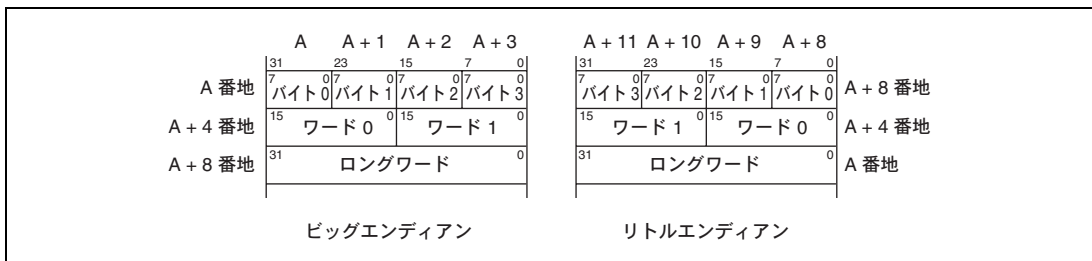 A A + 1 A + 2 A + 3 A + 11 A + 10 A + 9 A + 8
31 23 15 7 0 31 23 15 7 0
7 0 7 0 7 0 7 0 7 0 7 0 7 0 7 0
A 番地 バイト 0 バイト 1 バイト 2 バイト 3 バイト 3 バイト 2 バイト 1 バイト 0 A + 8 番地
15 0 15 0 15 0 15 0
A + 4 番地 ワード 0 ワード 1 ワード 1 ワード 0 A + 4 番地
31 0 31 0
A + 8 番地 ロングワード ロングワード A 番地
ビッグエンディアン リトルエンディアン